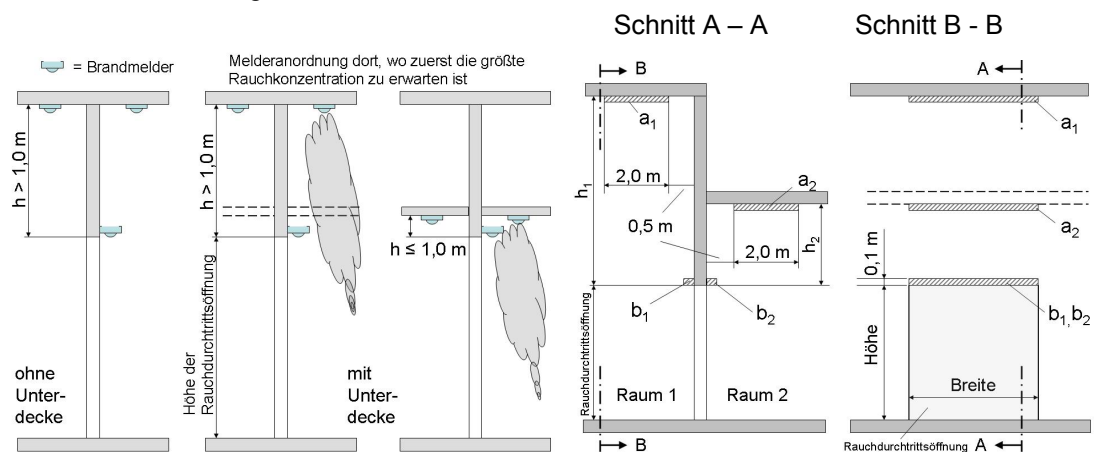 Schnitt A – A
Schnitt B - B
= Brandmelder
Melderanordnung dort, wo zuerst die größte
Rauchkonzentration zu erwarten ist
h > 1,0 m
h > 1,0 m
h ≤ 1,0 m
Höhe der
Rauchdurchtrittsöffnung
ohne
Unter-
decke
mit
Unter-
decke
B
a₁
h₁
2,0 m
a₂
0,5 m
h₂
2,0 m
b₁
b₂
Rauchdurchtrittsöffnung
Raum 1
Raum 2
B
A
a₁
a₂
0,1 m
b₁,b₂
Höhe
Breite
Rauchdurchtrittsöffnung
A